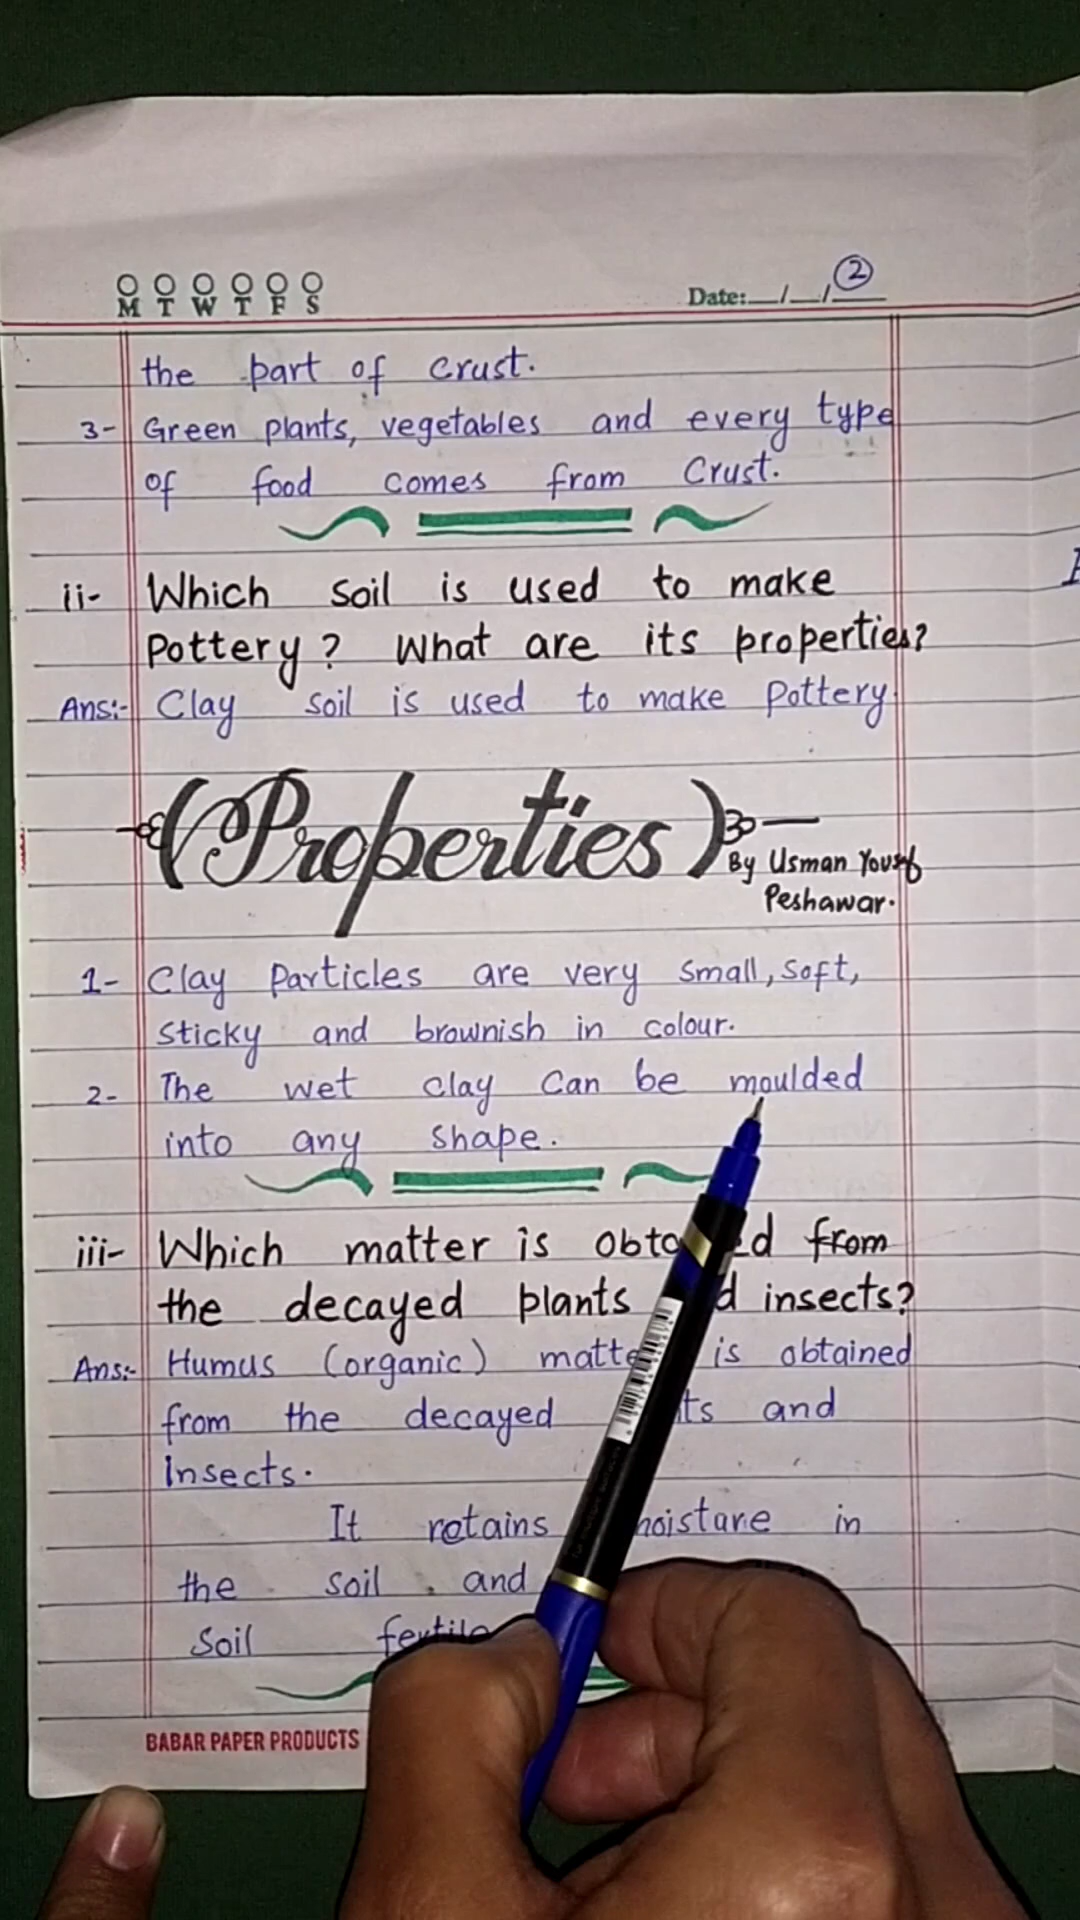 M T W T F S
Date: __/__/__ 2
the part of Crust.
3- Green plants, vegetables and every type
of food comes from Crust.
ii- Which soil is used to make
Pottery? What are its properties?
Ans:- Clay soil is used to make Pottery.
(Properties)
By Usman Yousaf
Peshawar.
1- Clay Particles are very small, soft,
sticky and brownish in colour.
2- The wet clay can be moulded
into any shape.
iii- Which matter is from
the decayed plants insects?
Ans:- Humus (organic) is obtained
from the decayed and
insects.
It retains in
the soil and
soil
BABAR PAPER PRODUCTS